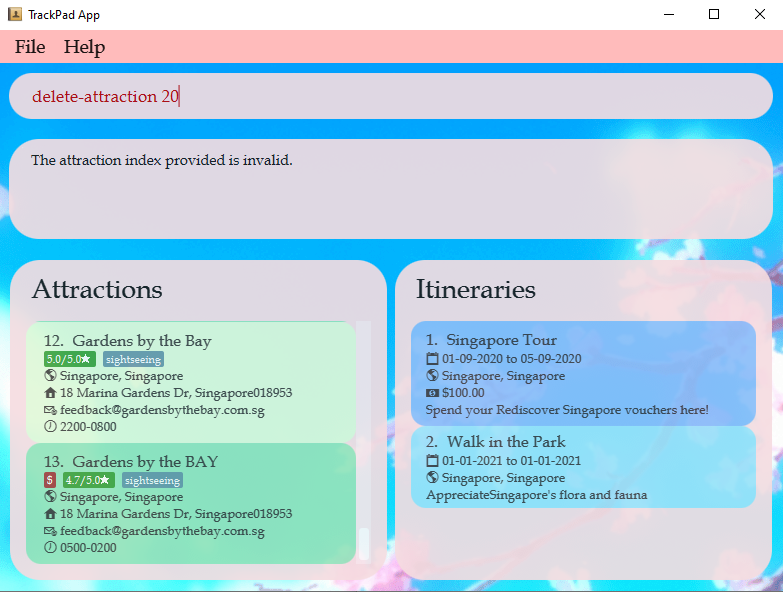 TrackPad App
File Help
delete-attraction 20
The attraction index provided is invalid.
Attractions
12. Gardens by the Bay
5.0/5.0★ sightseeing
Singapore, Singapore
18 Marina Gardens Dr, Singapore018953
feedback@gardensbythebay.com.sg
2200-0800
13. Gardens by the BAY
$ 4.7/5.0★ sightseeing
Singapore, Singapore
18 Marina Gardens Dr, Singapore018953
feedback@gardensbythebay.com.sg
0500-0200
Itineraries
1. Singapore Tour
01-09-2020 to 05-09-2020
Singapore, Singapore
$100.00
Spend your Rediscover Singapore vouchers here!
2. Walk in the Park
01-01-2021 to 01-01-2021
Singapore, Singapore
AppreciateSingapore's flora and fauna